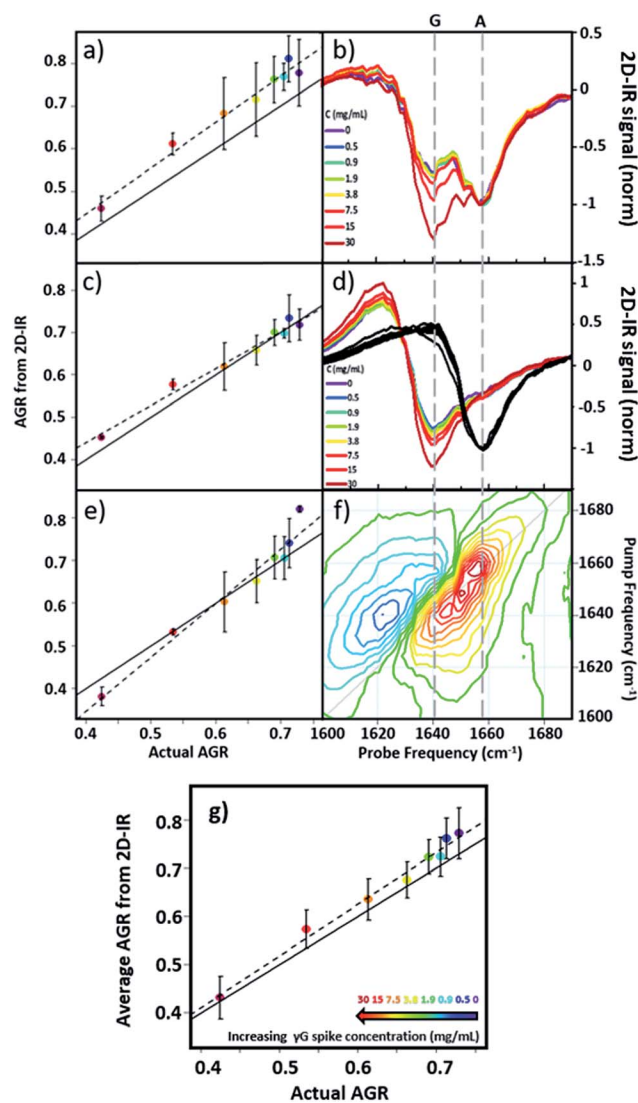 G A
a)
0.8
0.7
0.6
0.5
0.4
b)
C (mg/mL)
0
0.5
0.9
1.9
3.8
7.5
15
30
0.5
0
-0.5
-1
-1.5
2D-IR signal (norm)
AGR from 2D-IR
c)
0.8
0.7
0.6
0.5
0.4
d)
C (mg/mL)
0
0.5
0.9
1.9
3.8
7.5
15
30
1
0.5
0
-0.5
-1
2D-IR signal (norm)
e)
0.8
0.7
0.6
0.5
0.4
0.4 0.5 0.6 0.7
Actual AGR
f)
1680
1660
1640
1620
1600
Pump Frequency (cm-1)
1600 1620 1640 1660 1680
Probe Frequency (cm-1)
g)
Average AGR from 2D-IR
0.8
0.7
0.6
0.5
0.4
30 15 7.5 3.8 1.9 0.9 0.5 0
Increasing γG spike concentration (mg/mL)
0.4 0.5 0.6 0.7
Actual AGR